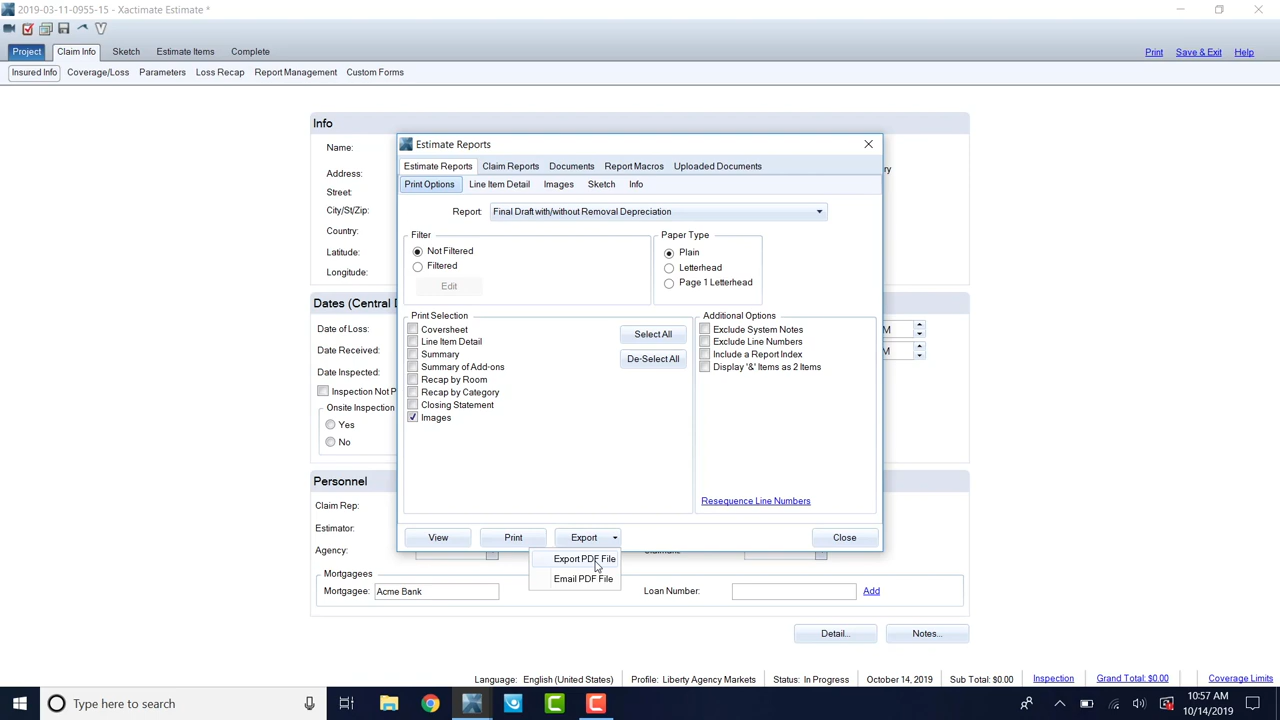 2019-03-11-0955-15 - Xactimate Estimate *
Project Claim Info Sketch Estimate Items Complete Print Save & Exit Help
Insured Info Coverage/Loss Parameters Loss Recap Report Management Custom Forms
Info
Name:
Address:
Street:
City/St/Zip:
Country:
Latitude:
Longitude:
Dates (Central
Date of Loss:
Date Received:
Date Inspected:
Inspection Not P
Onsite Inspection
Yes
No
M
M
Personnel
Claim Rep:
Estimator:
Agency:
Mortgagees
Mortgagee: Acme Bank Loan Number: Add
Detail... Notes...
Estimate Reports
Estimate Reports Claim Reports Documents Report Macros Uploaded Documents
Print Options Line Item Detail Images Sketch Info
Report: Final Draft with/without Removal Depreciation
Filter
Not Filtered
Filtered
Edit
Paper Type
Plain
Letterhead
Page 1 Letterhead
Print Selection
Coversheet
Line Item Detail
Summary
Summary of Add-ons
Recap by Room
Recap by Category
Closing Statement
Images
Select All
De-Select All
Additional Options
Exclude System Notes
Exclude Line Numbers
Include a Report Index
Display '&' Items as 2 Items
Resequence Line Numbers
View Print Export Close
Export PDF File
Email PDF File
Language: English (United States) Profile: Liberty Agency Markets Status: In Progress October 14, 2019 Sub Total: $0.00 Inspection Grand Total: $0.00 Coverage Limits
Type here to search
10:57 AM
10/14/2019